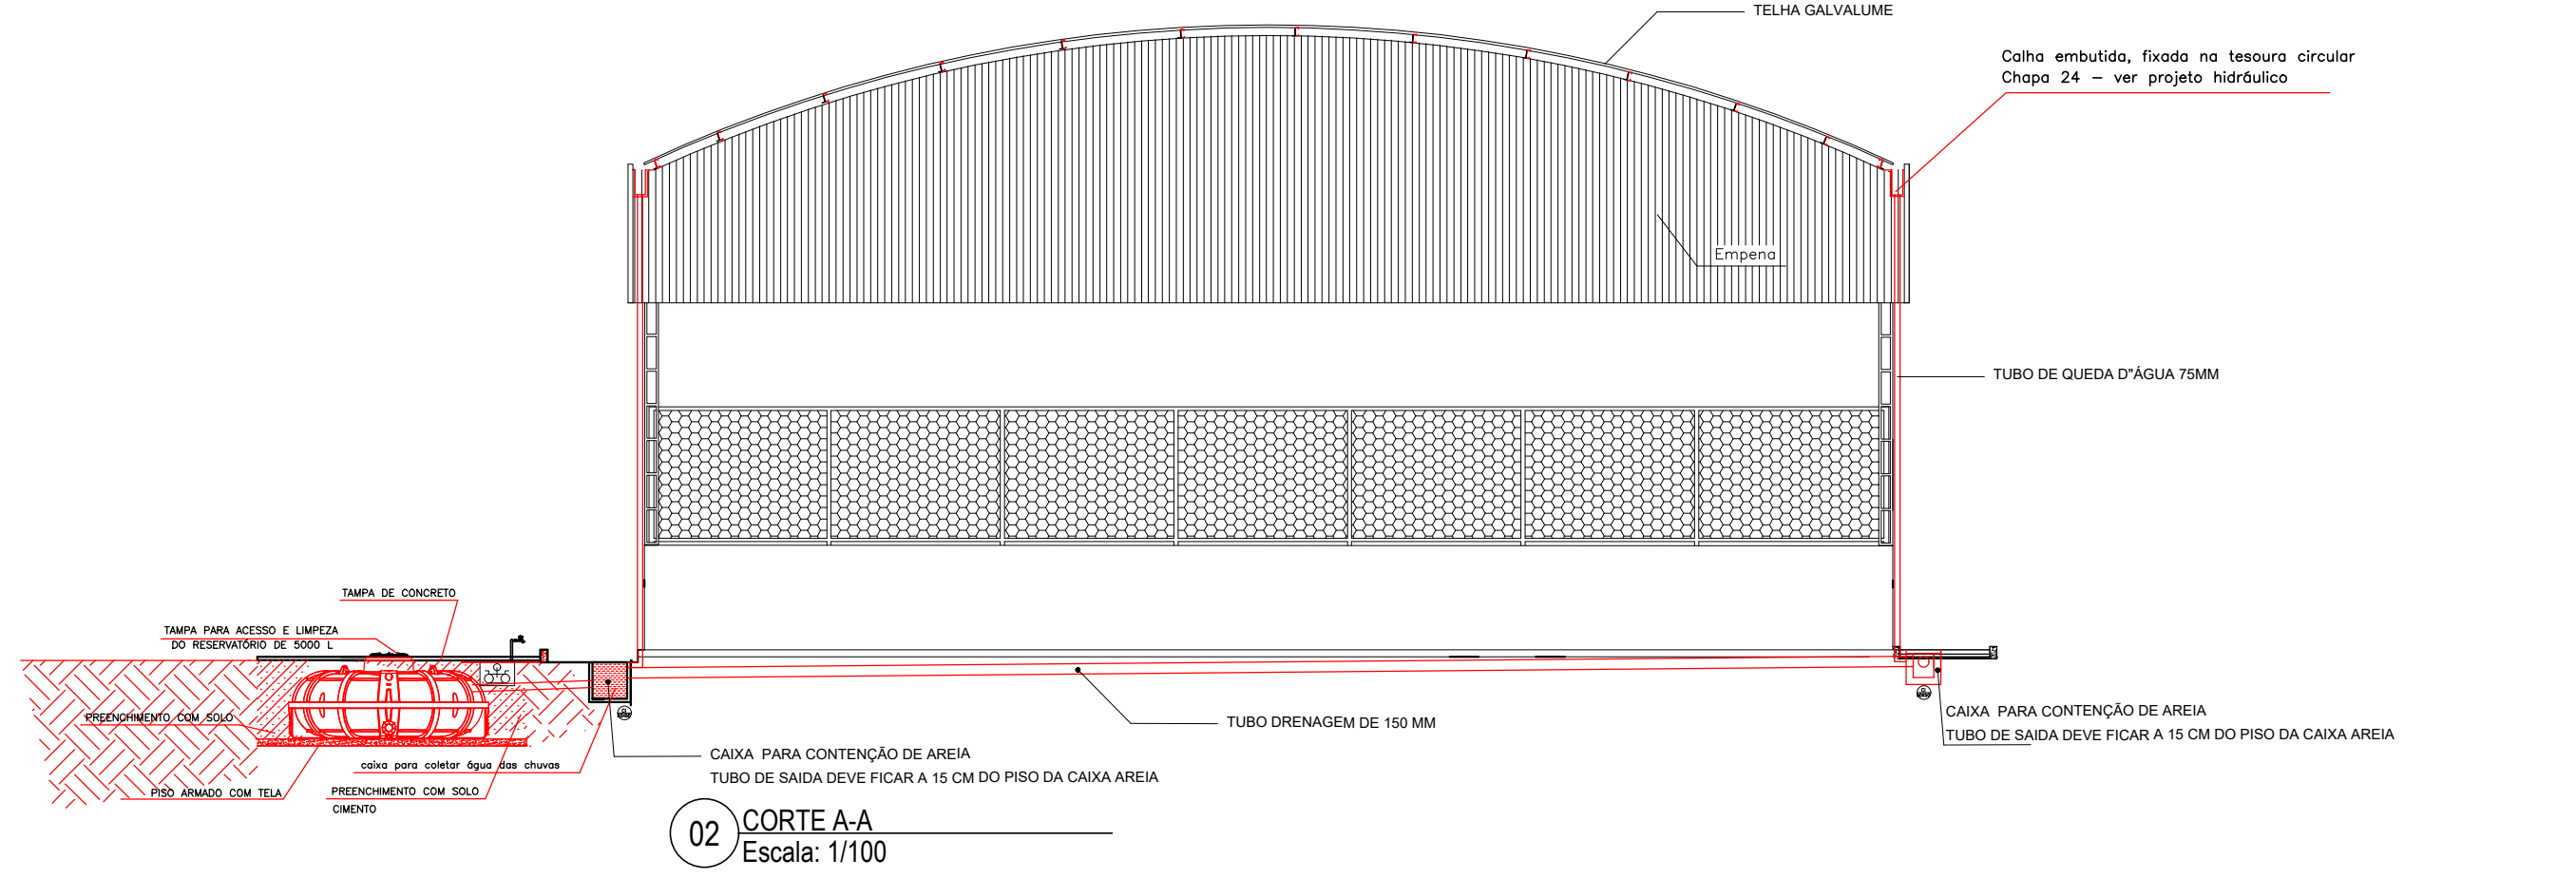 TELHA GALVALUME
Calha embutida, fixada na tesoura circular
Chapa 24 – ver projeto hidráulico
Empena
TUBO DE QUEDA D"ÁGUA 75MM
TAMPA DE CONCRETO
TAMPA PARA ACESSO E LIMPEZA
DO RESERVATÓRIO DE 5000 L
PREENCHIMENTO COM SOLO
caixa para coletar água das chuvas
PISO ARMADO COM TELA
PREENCHIMENTO COM SOLO
CIMENTO
TUBO DRENAGEM DE 150 MM
CAIXA PARA CONTENÇÃO DE AREIA
TUBO DE SAIDA DEVE FICAR A 15 CM DO PISO DA CAIXA AREIA
CAIXA PARA CONTENÇÃO DE AREIA
TUBO DE SAIDA DEVE FICAR A 15 CM DO PISO DA CAIXA AREIA
02
CORTE A-A
Escala: 1/100